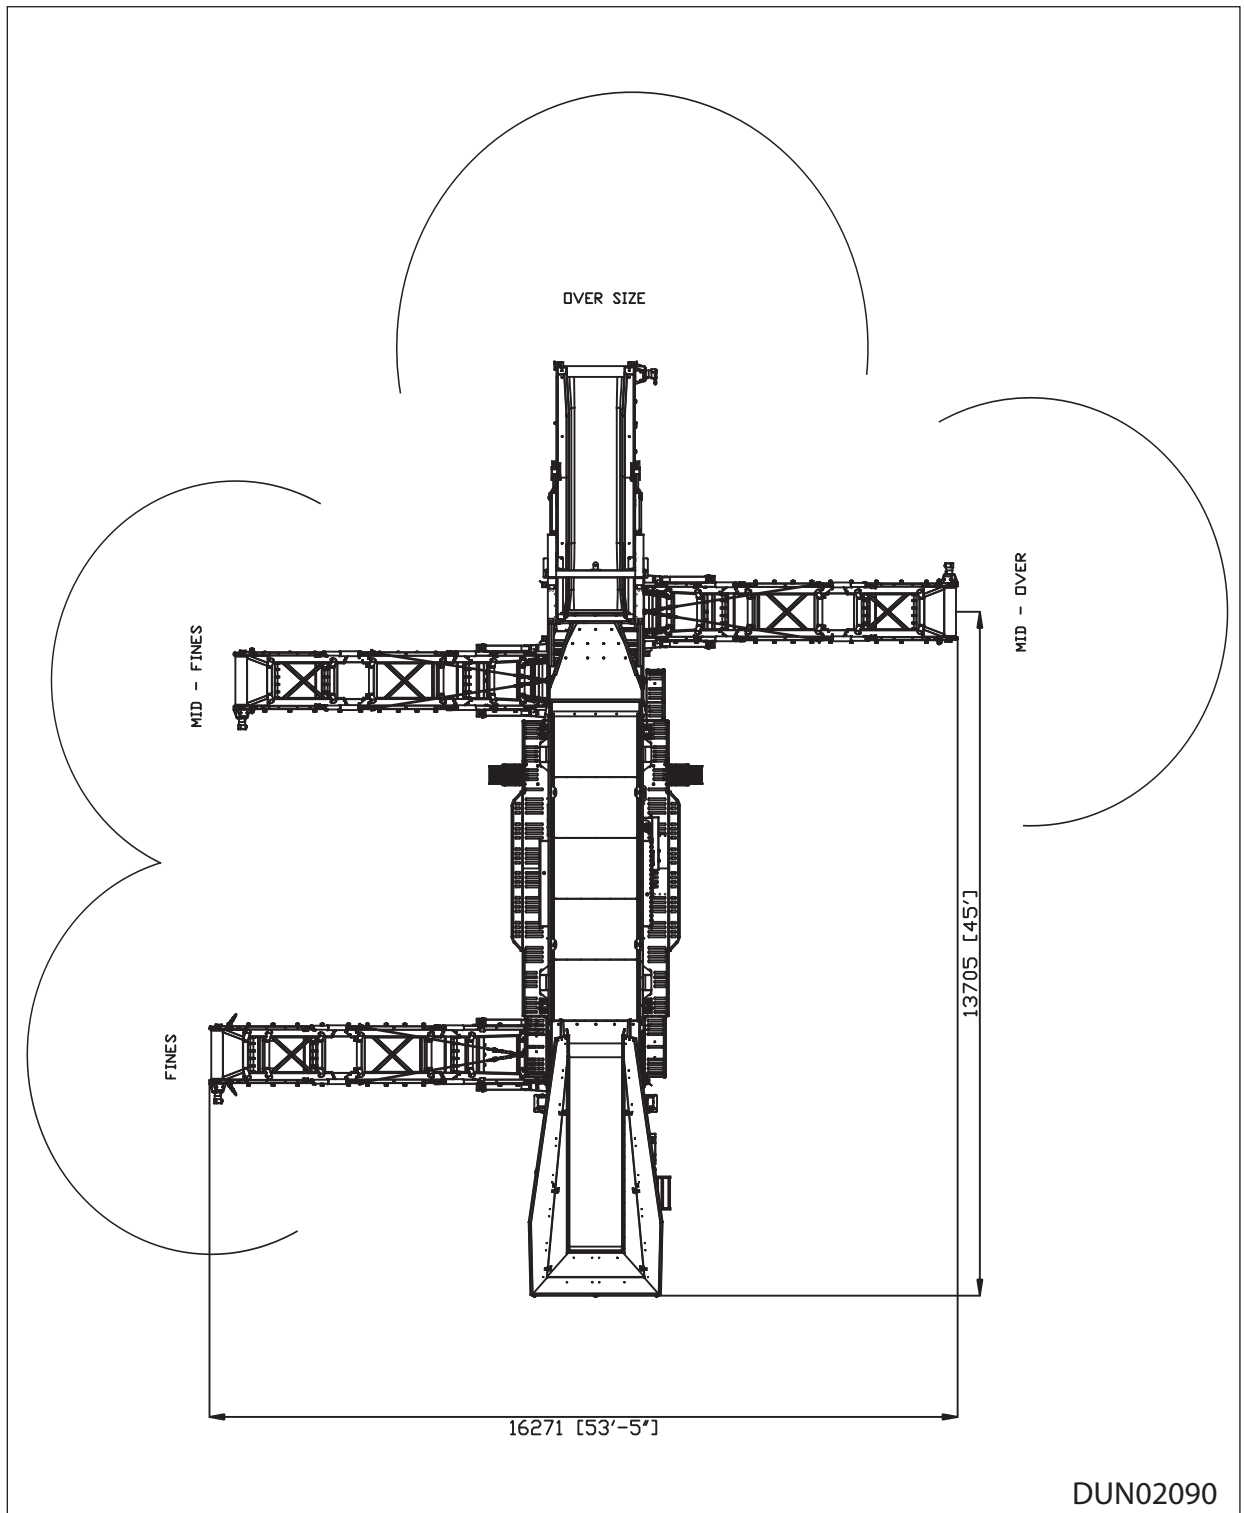 OVER SIZE
MID - OVER
MID - FINES
FINES
13705 [45']
16271 [53'-5"]
DUN02090